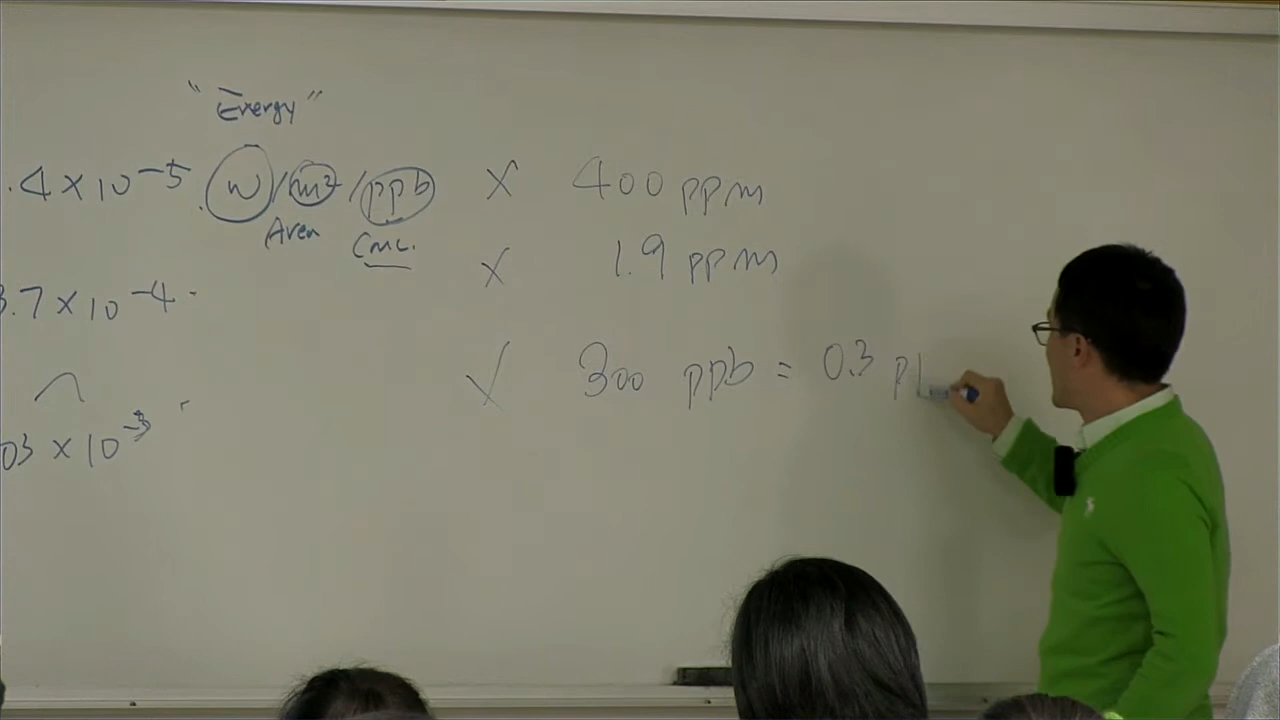 "Energy"
.4 × 10⁻⁵ W/m²/ppb × 400 ppm
Area Conc.
× 1.9 ppm
3.7 × 10⁻⁴
× 300 ppb = 0.3 p
03 × 10⁻³